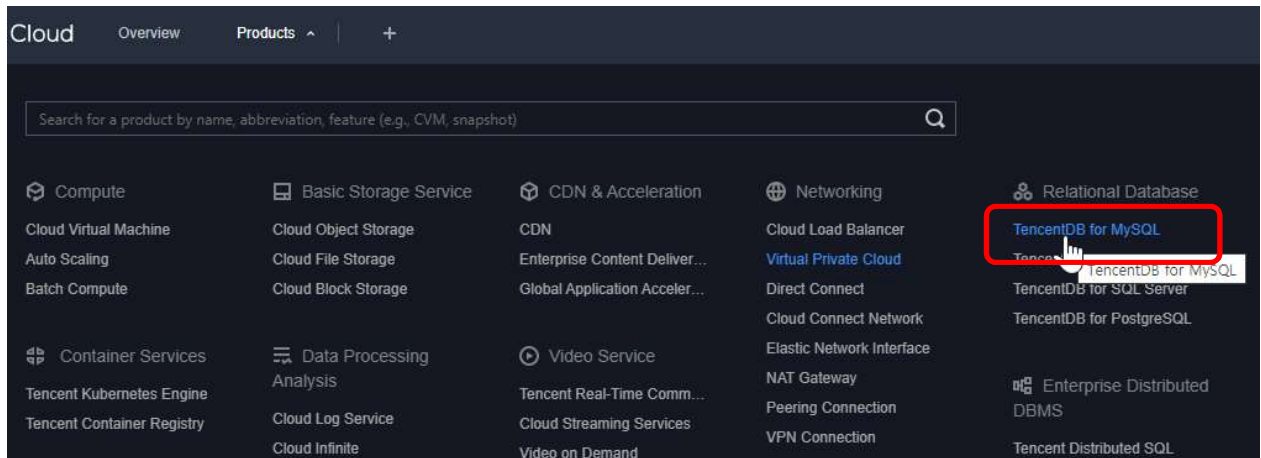 Cloud Overview Products +
Search for a product by name, abbreviation, feature (e.g., CVM, snapshot)
Compute
Cloud Virtual Machine
Auto Scaling
Batch Compute
Container Services
Tencent Kubernetes Engine
Tencent Container Registry
Basic Storage Service
Cloud Object Storage
Cloud File Storage
Cloud Block Storage
Data Processing
Analysis
Cloud Log Service
Cloud Infinite
CDN & Acceleration
CDN
Enterprise Content Deliver...
Global Application Acceler...
Video Service
Tencent Real-Time Comm...
Cloud Streaming Services
Video on Demand
Networking
Cloud Load Balancer
Virtual Private Cloud
Direct Connect
Cloud Connect Network
Elastic Network Interface
NAT Gateway
Peering Connection
VPN Connection
Relational Database
TencentDB for MySQL
TencentDB for MySQL
TencentDB for SQL Server
TencentDB for PostgreSQL
Enterprise Distributed
DBMS
Tencent Distributed SQL